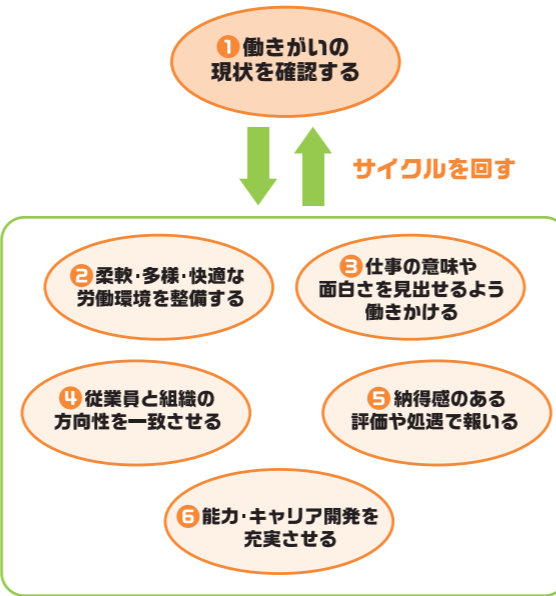 ❶働きがいの
現状を確認する
サイクルを回す
❷柔軟・多様・快適な
労働環境を整備する
❸仕事の意味や
面白さを見出せるよう
働きかける
❹従業員と組織の
方向性を一致させる
❺納得感のある
評価や処遇で報いる
❻能力・キャリア開発を
充実させる